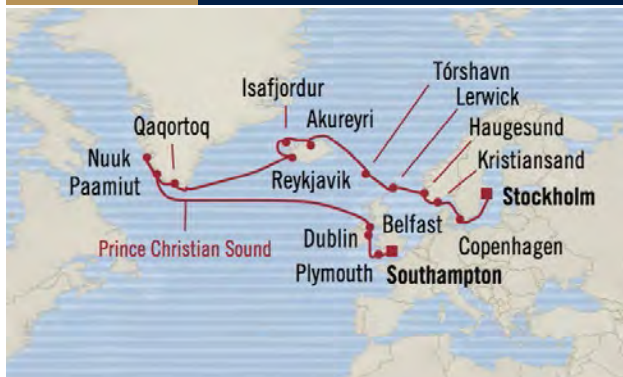 Tórshavn
Isafjordur
Lerwick
Akureyri
Haugesund
Qaqortoq
Kristiansand
Nuuk
Reykjavik
Stockholm
Paamiut
Belfast
Prince Christian Sound
Dublin
Copenhagen
Plymouth
Southampton